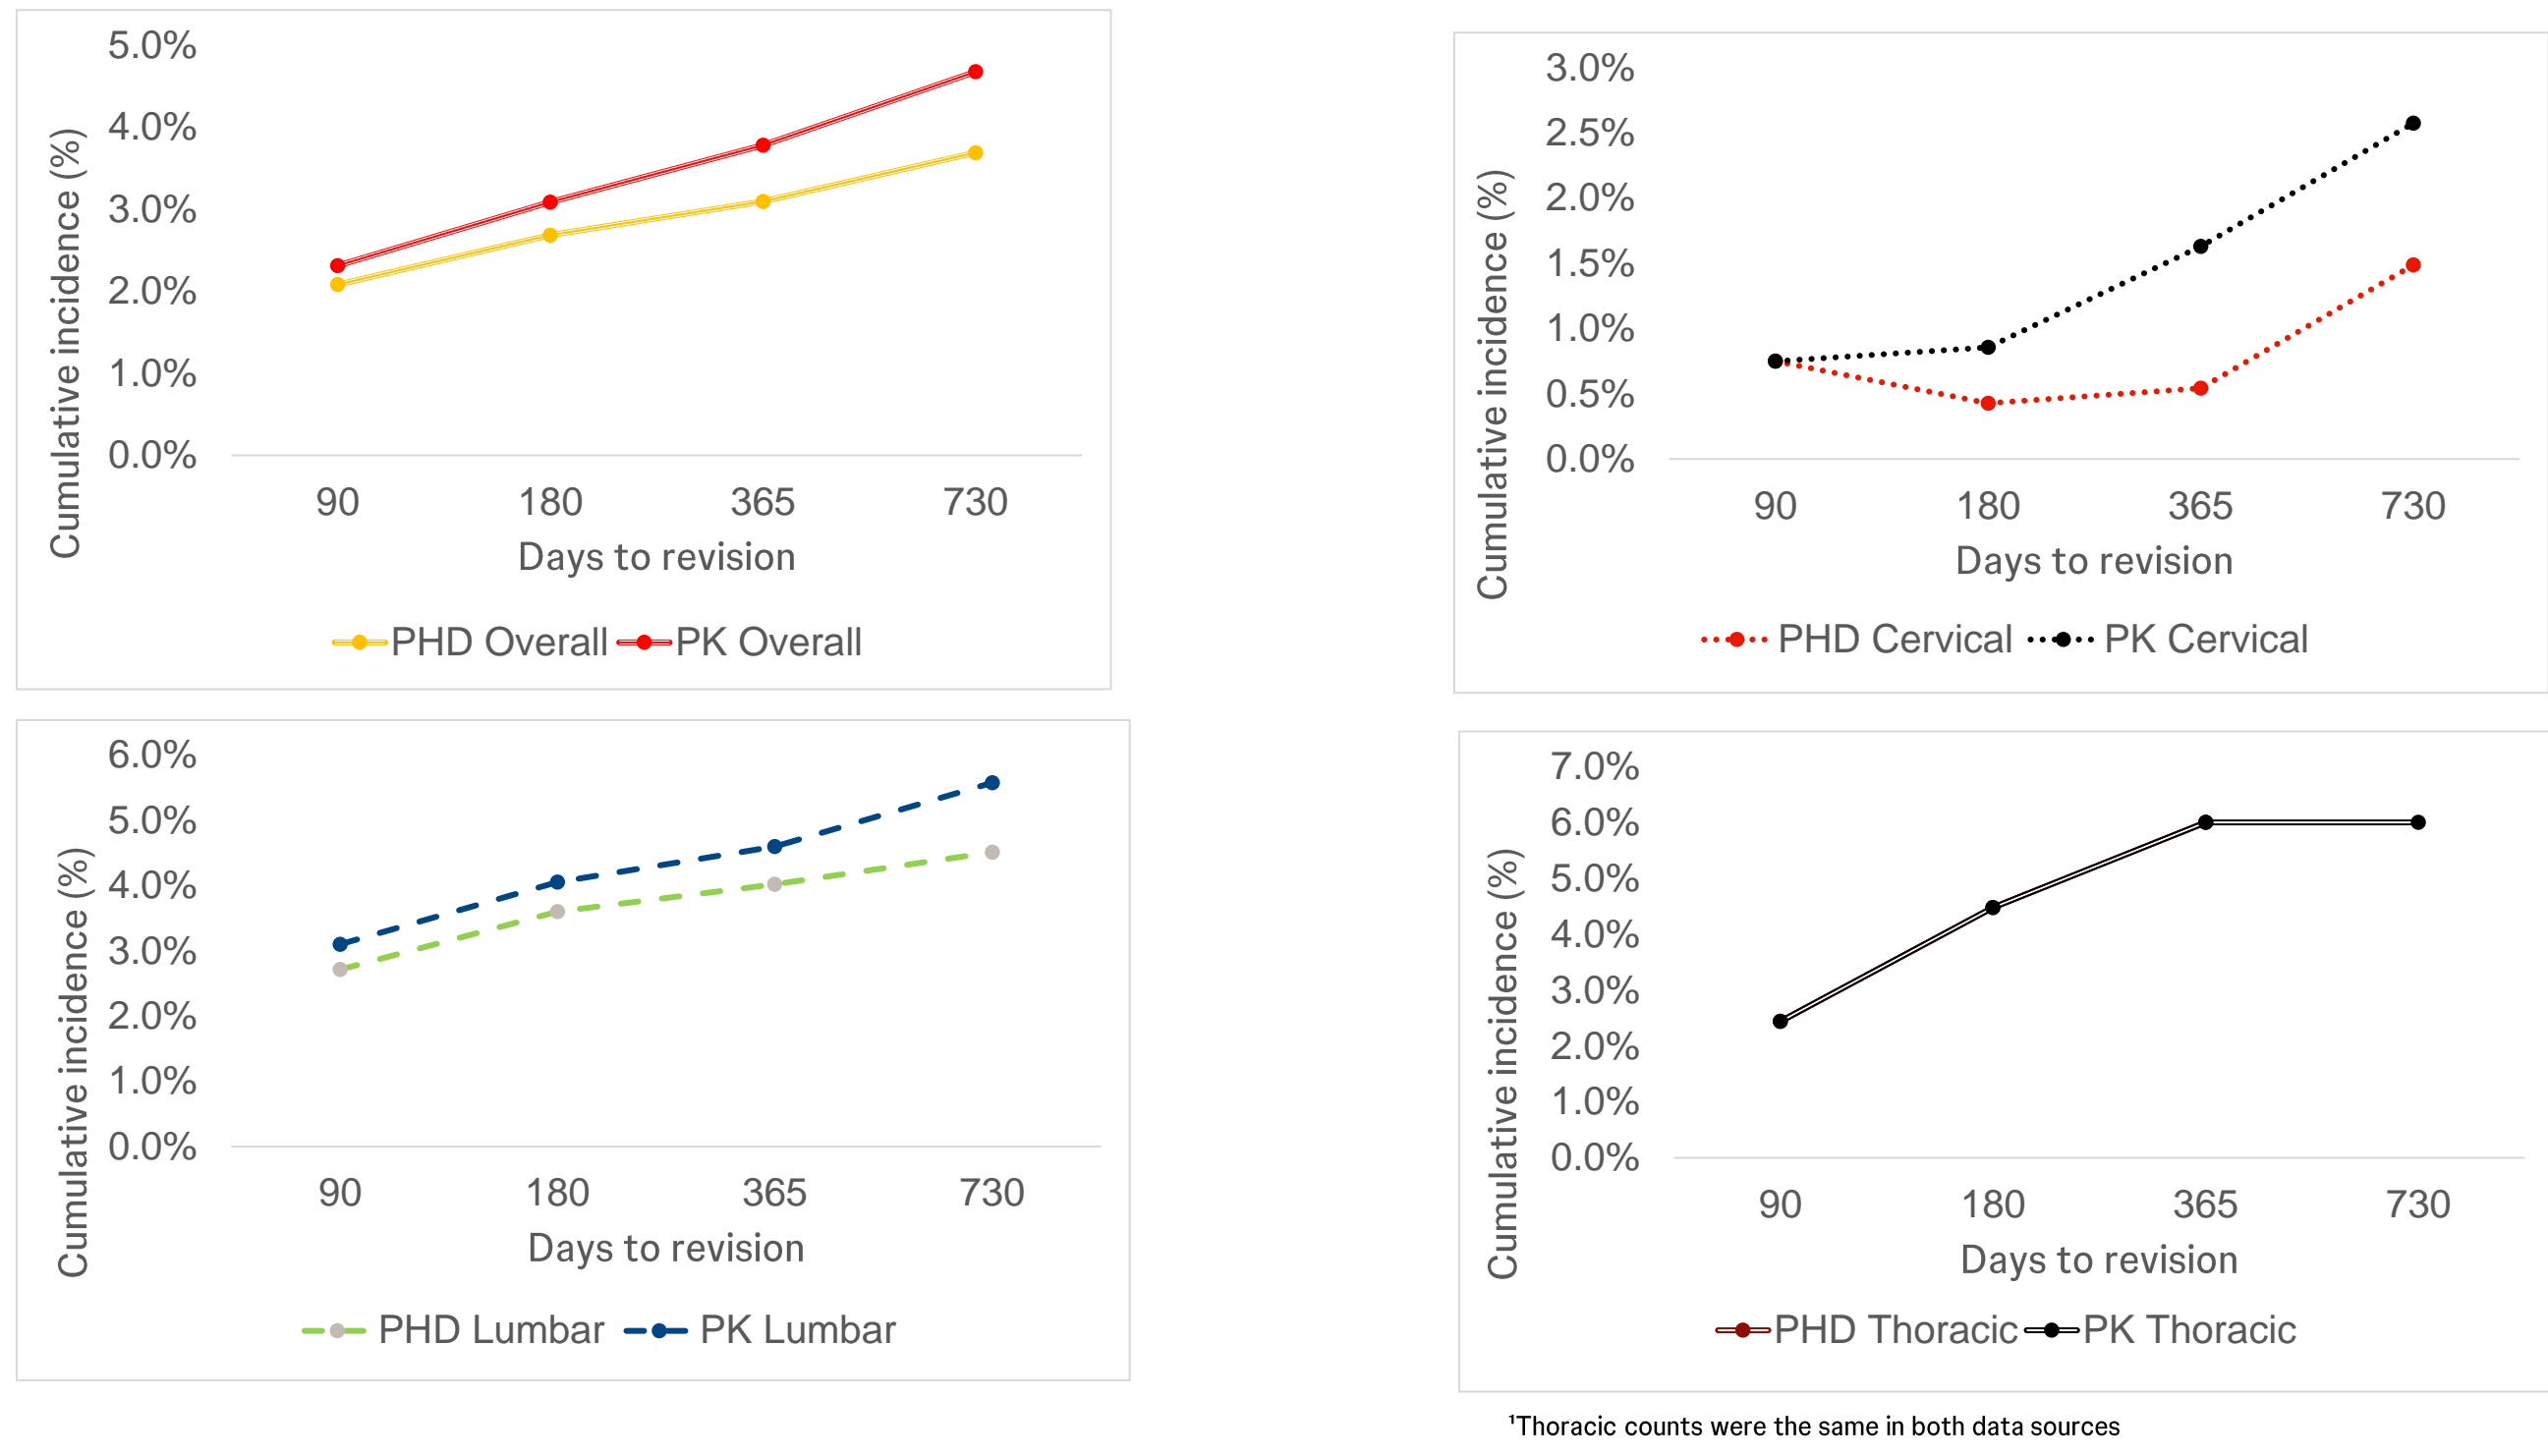 Cumulative incidence (%)
5.0%
4.0%
3.0%
2.0%
1.0%
0.0%
90 180 365 730
Days to revision
PHD Overall PK Overall
Cumulative incidence (%)
3.0%
2.5%
2.0%
1.5%
1.0%
0.5%
0.0%
90 180 365 730
Days to revision
PHD Cervical PK Cervical
Cumulative incidence (%)
6.0%
5.0%
4.0%
3.0%
2.0%
1.0%
0.0%
90 180 365 730
Days to revision
PHD Lumbar PK Lumbar
Cumulative incidence (%)
7.0%
6.0%
5.0%
4.0%
3.0%
2.0%
1.0%
0.0%
90 180 365 730
Days to revision
PHD Thoracic PK Thoracic
¹Thoracic counts were the same in both data sources